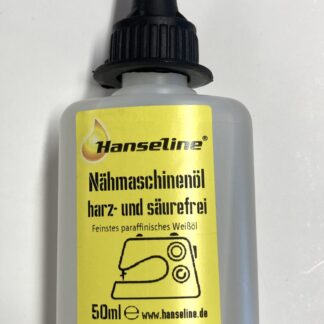 Hanseline®
Nähmaschinenöl
harz- und säurefrei
Feinstes paraffinisches Weißöl
50ml ℮ www.hanseline.de